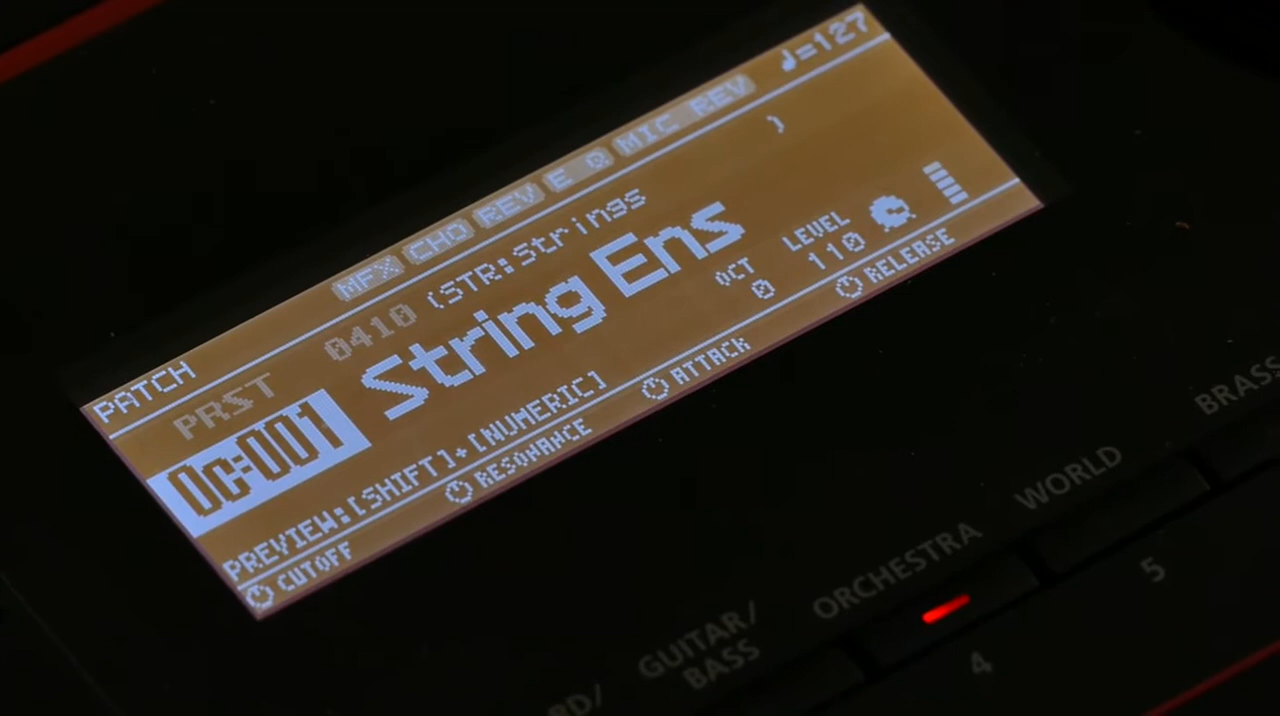 PATCH MFX CHO REV EQ MIC REV ♩=127
PRST 0410 (STR:Strings )
Oc:001 String Ens
OCT LEVEL
0 110
PREVIEW:[SHIFT]+[NUMERIC]
CUTOFF RESONANCE ATTACK RELEASE
GUITAR/
BASS
ORCHESTRA
WORLD
BRASS
4
5